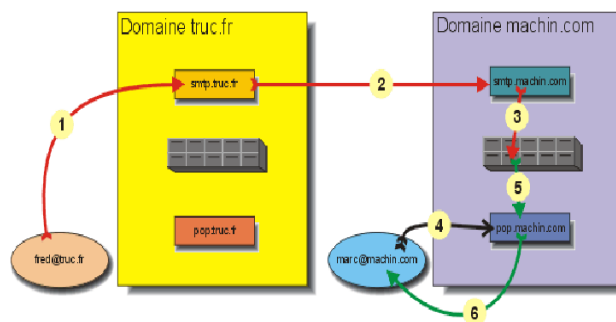 Domaine truc.fr
Domaine machin.com
smtp.truc.fr
2
smtp.machin.com
1
3
5
pop.truc.fr
4
pop.machin.com
fred@truc.fr
marc@machin.com
6